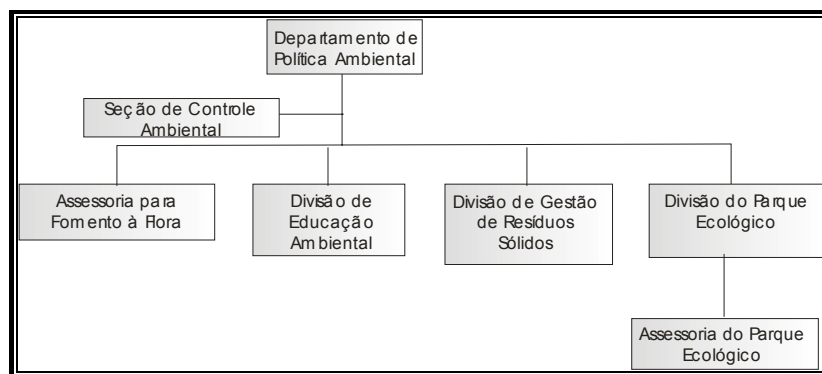 Departamento de
Política Ambiental
Seção de Controle
Ambiental
Assessoria para
Fomento à Flora
Divisão de
Educação
Ambiental
Divisão de Gestão
de Resíduos
Sólidos
Divisão do Parque
Ecológico
Assessoria do Parque
Ecológico